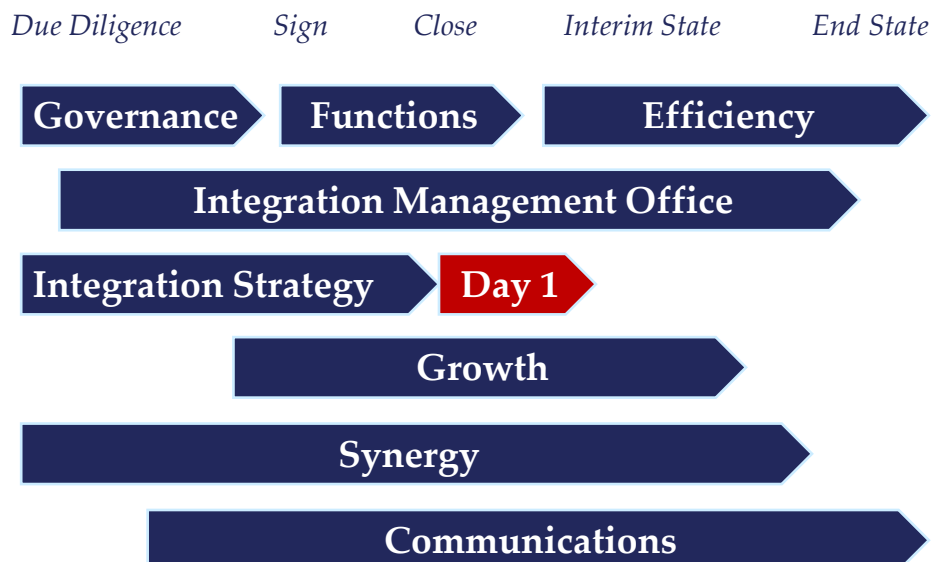 Due Diligence Sign Close Interim State End State
Governance Functions Efficiency
Integration Management Office
Integration Strategy Day 1
Growth
Synergy
Communications